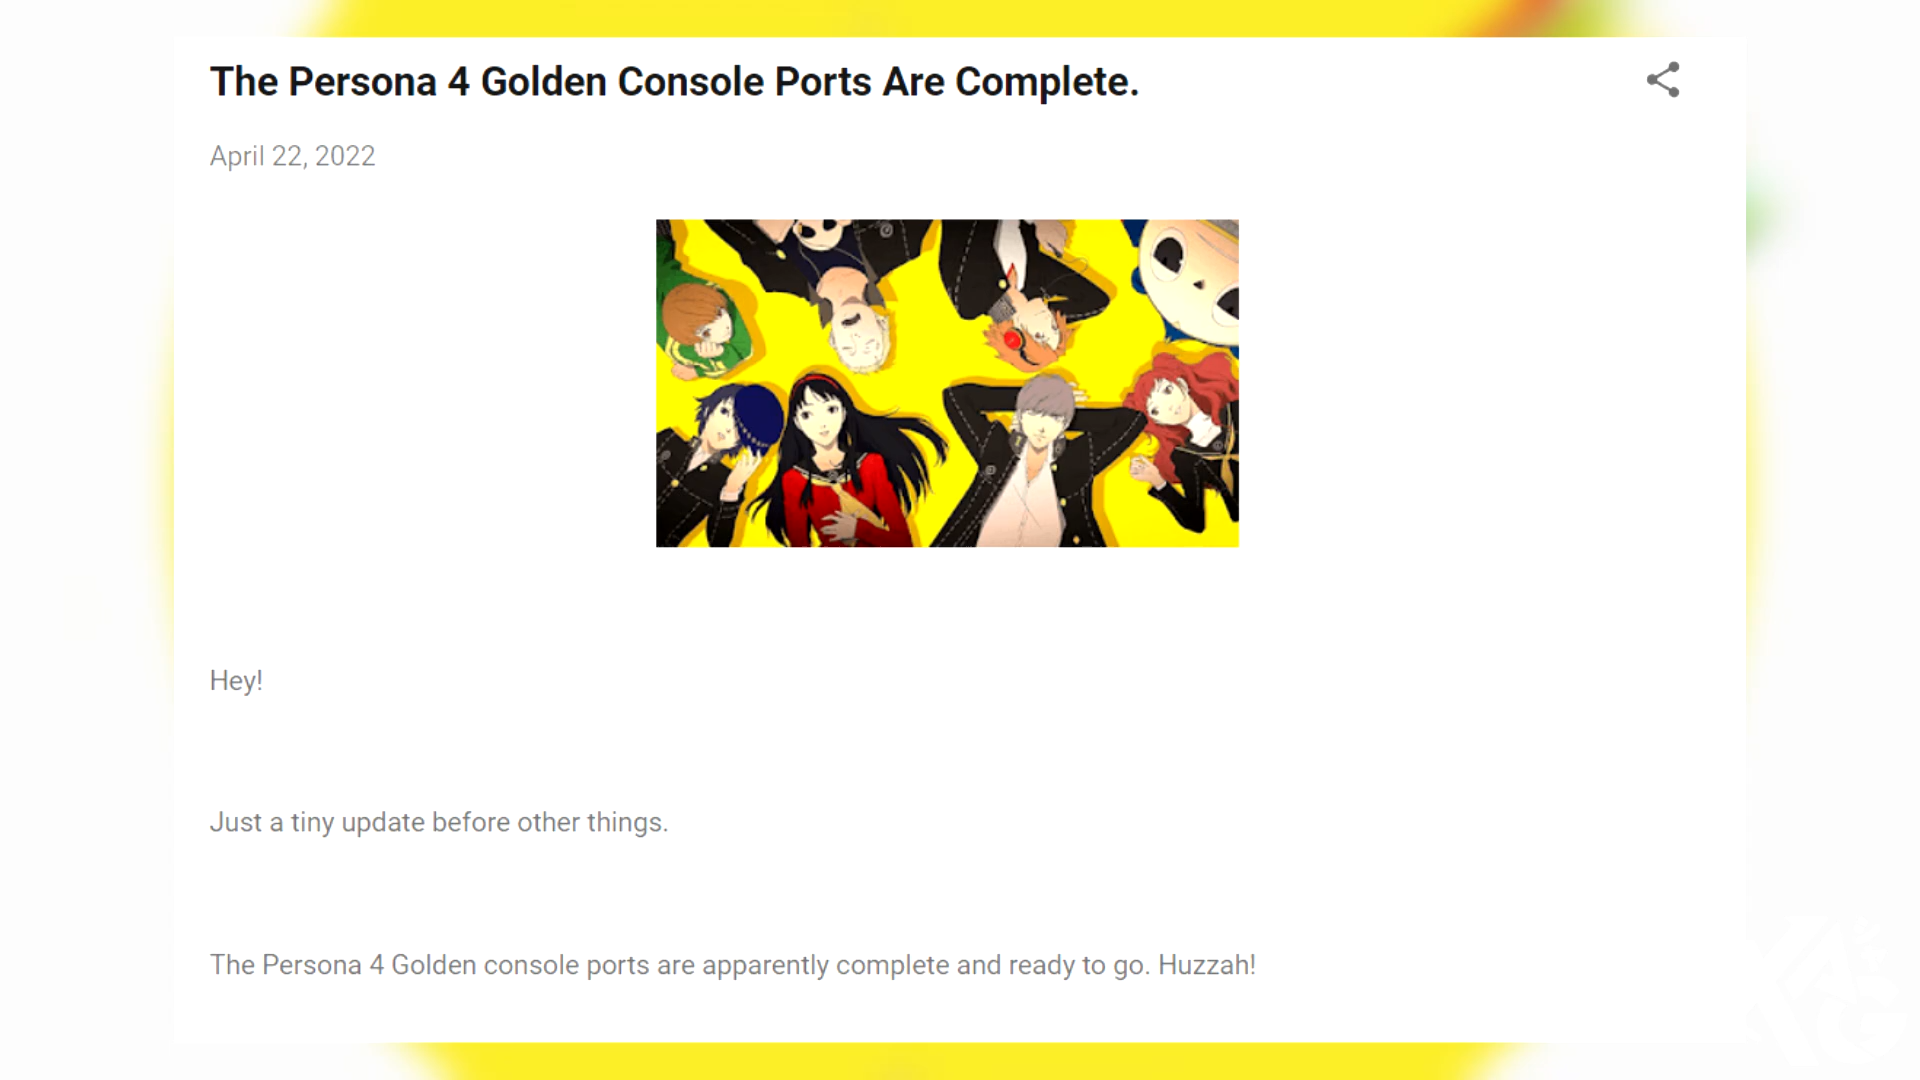 The Persona 4 Golden Console Ports Are Complete.
April 22, 2022
Hey!
Just a tiny update before other things.
The Persona 4 Golden console ports are apparently complete and ready to go. Huzzah!